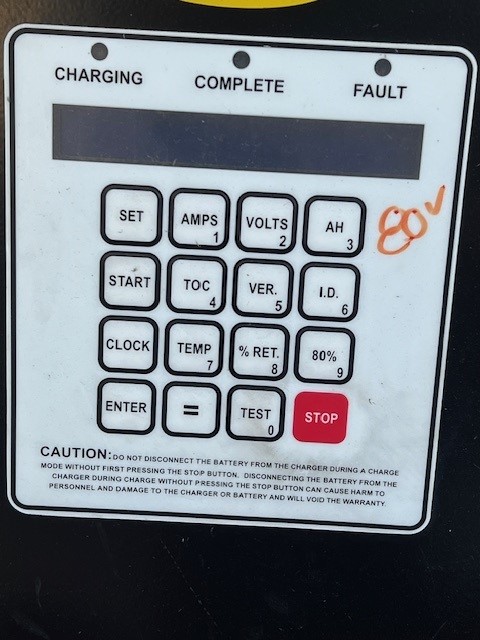 CHARGING COMPLETE FAULT
SET AMPS 1 VOLTS 2 AH 3 80V
START TOC 4 VER. 5 I.D. 6
CLOCK TEMP 7 % RET. 8 80% 9
ENTER = TEST 0 STOP
CAUTION: DO NOT DISCONNECT THE BATTERY FROM THE CHARGER DURING A CHARGE
MODE WITHOUT FIRST PRESSING THE STOP BUTTON. DISCONNECTING THE BATTERY FROM THE
CHARGER DURING CHARGE WITHOUT PRESSING THE STOP BUTTON CAN CAUSE HARM TO
PERSONNEL AND DAMAGE TO THE CHARGER OR BATTERY AND WILL VOID THE WARRANTY.